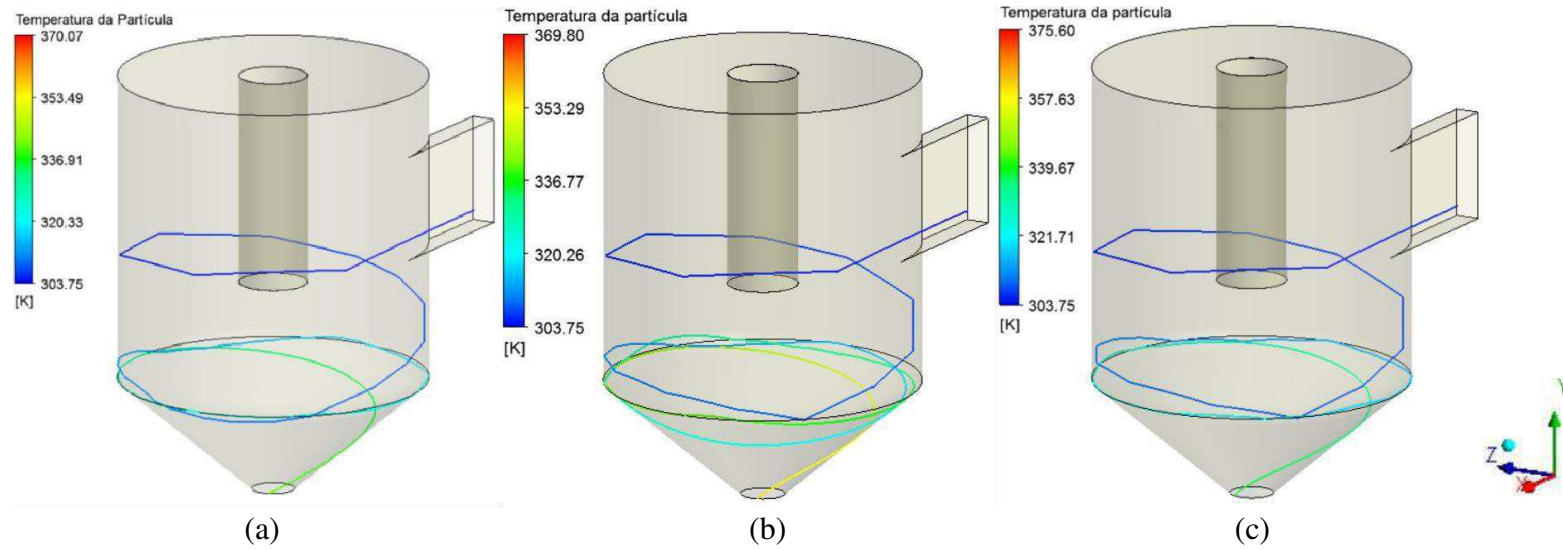 Temperatura da Partícula
370.07
353.49
336.91
320.33
303.75
[K]
(a)
Temperatura da partícula
369.80
353.29
336.77
320.26
303.75
[K]
(b)
Temperatura da partícula
375.60
357.63
339.67
321.71
303.75
[K]
(c)
Z
X